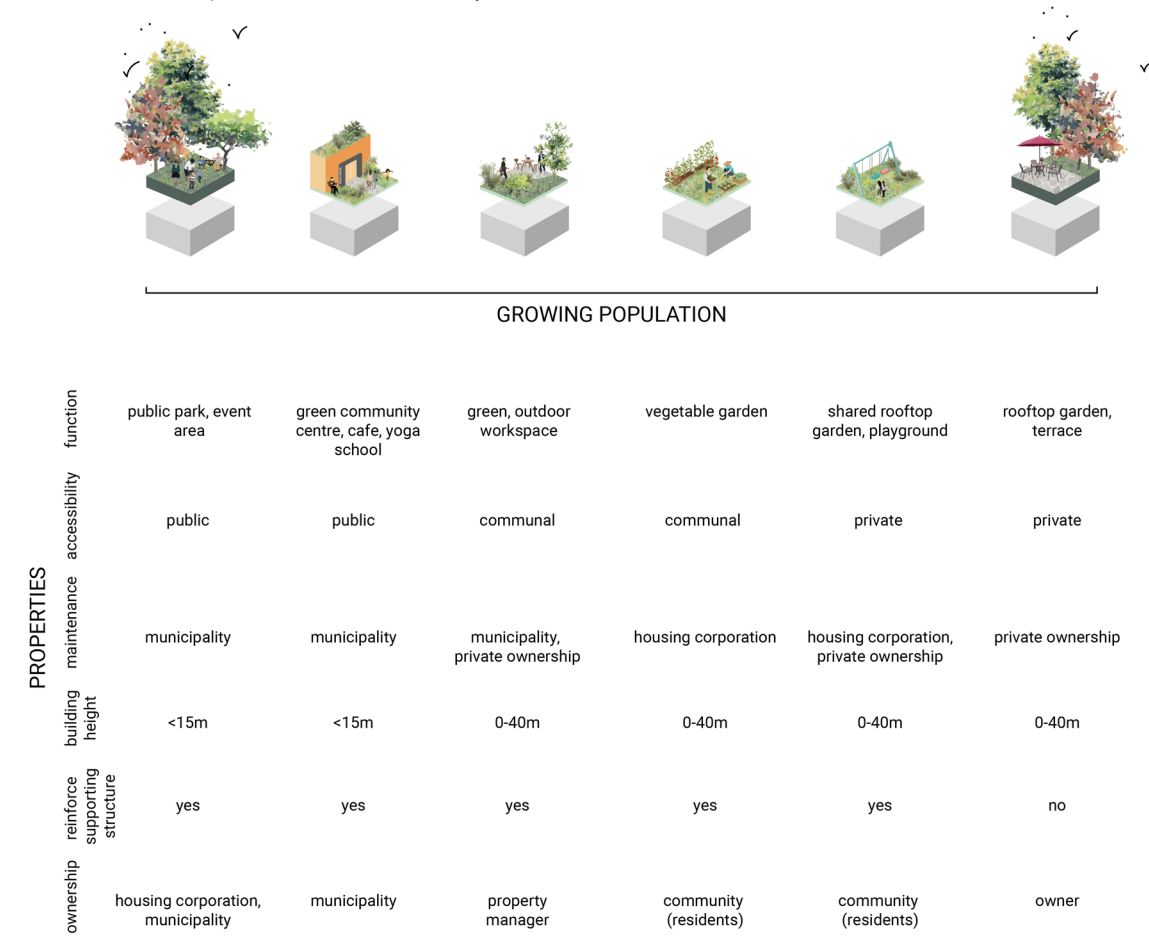 GROWING POPULATION
PROPERTIES
function
public park, event
area
green community
centre, cafe, yoga
school
green, outdoor
workspace
vegetable garden
shared rooftop
garden, playground
rooftop garden,
terrace
accessibility
public
public
communal
communal
private
private
maintenance
municipality
municipality
municipality,
private ownership
housing corporation
housing corporation,
private ownership
private ownership
building
height
<15m
<15m
0-40m
0-40m
0-40m
0-40m
reinforce
supporting
structure
yes
yes
yes
yes
yes
no
ownership
housing corporation,
municipality
municipality
property
manager
community
(residents)
community
(residents)
owner